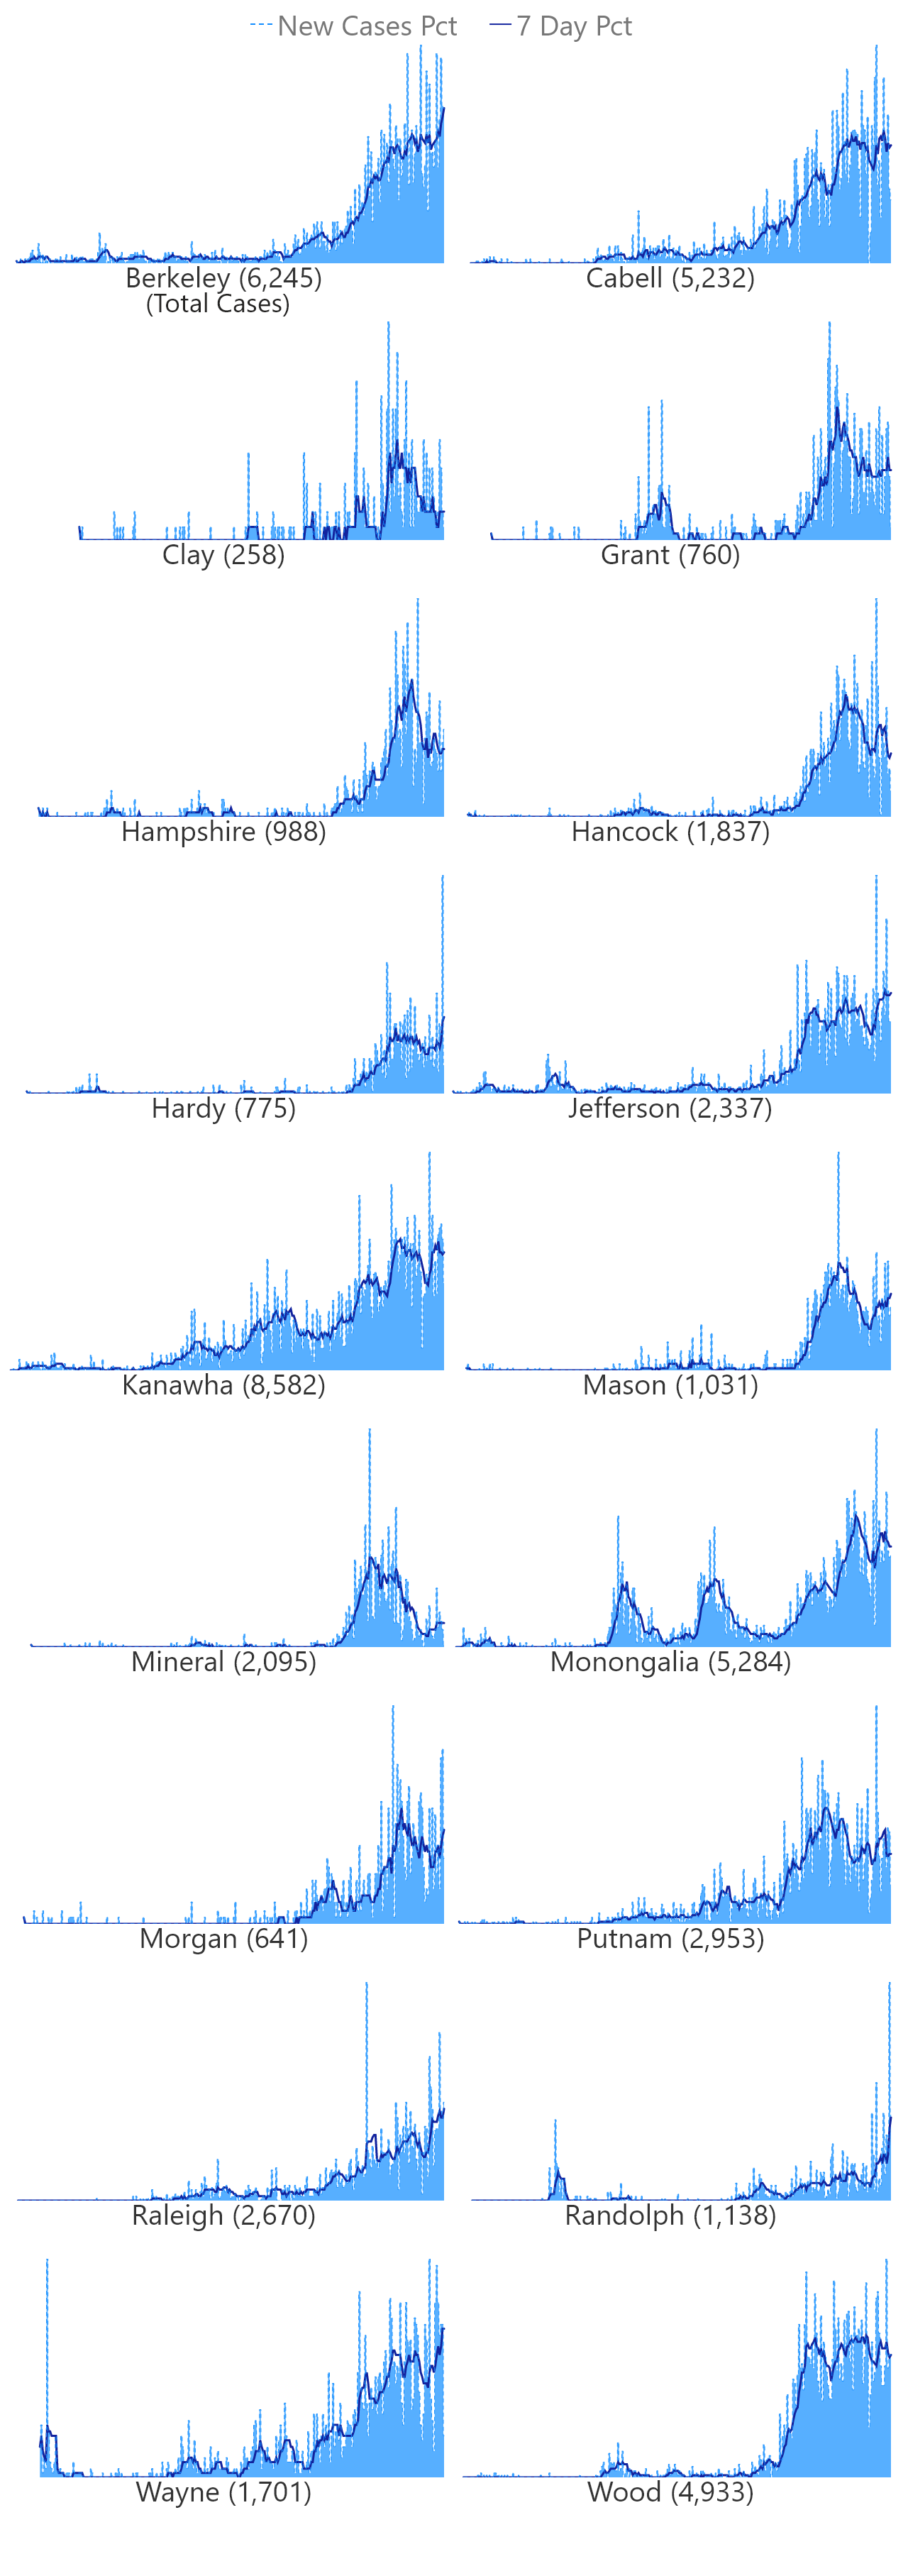 New Cases Pct 7 Day Pct
Berkeley (6,245) Cabell (5,232)
(Total Cases)
Clay (258) Grant (760)
Hampshire (988) Hancock (1,837)
Hardy (775) Jefferson (2,337)
Kanawha (8,582) Mason (1,031)
Mineral (2,095) Monongalia (5,284)
Morgan (641) Putnam (2,953)
Raleigh (2,670) Randolph (1,138)
Wayne (1,701) Wood (4,933)